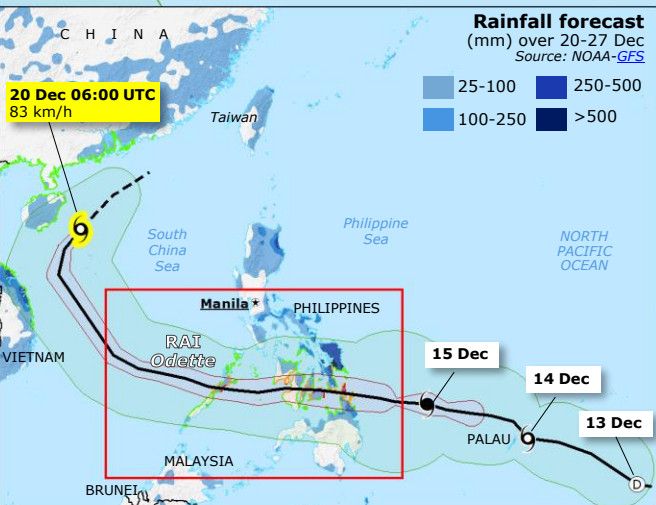 Rainfall forecast
(mm) over 20-27 Dec
Source: NOAA-GFS
25-100
250-500
100-250
>500
C H I N A
20 Dec 06:00 UTC
83 km/h
Taiwan
South
China
Sea
Philippine
Sea
NORTH
PACIFIC
OCEAN
Manila
PHILIPPINES
RAI
Odette
VIETNAM
15 Dec
14 Dec
13 Dec
PALAU
D
MALAYSIA
BRUNEI